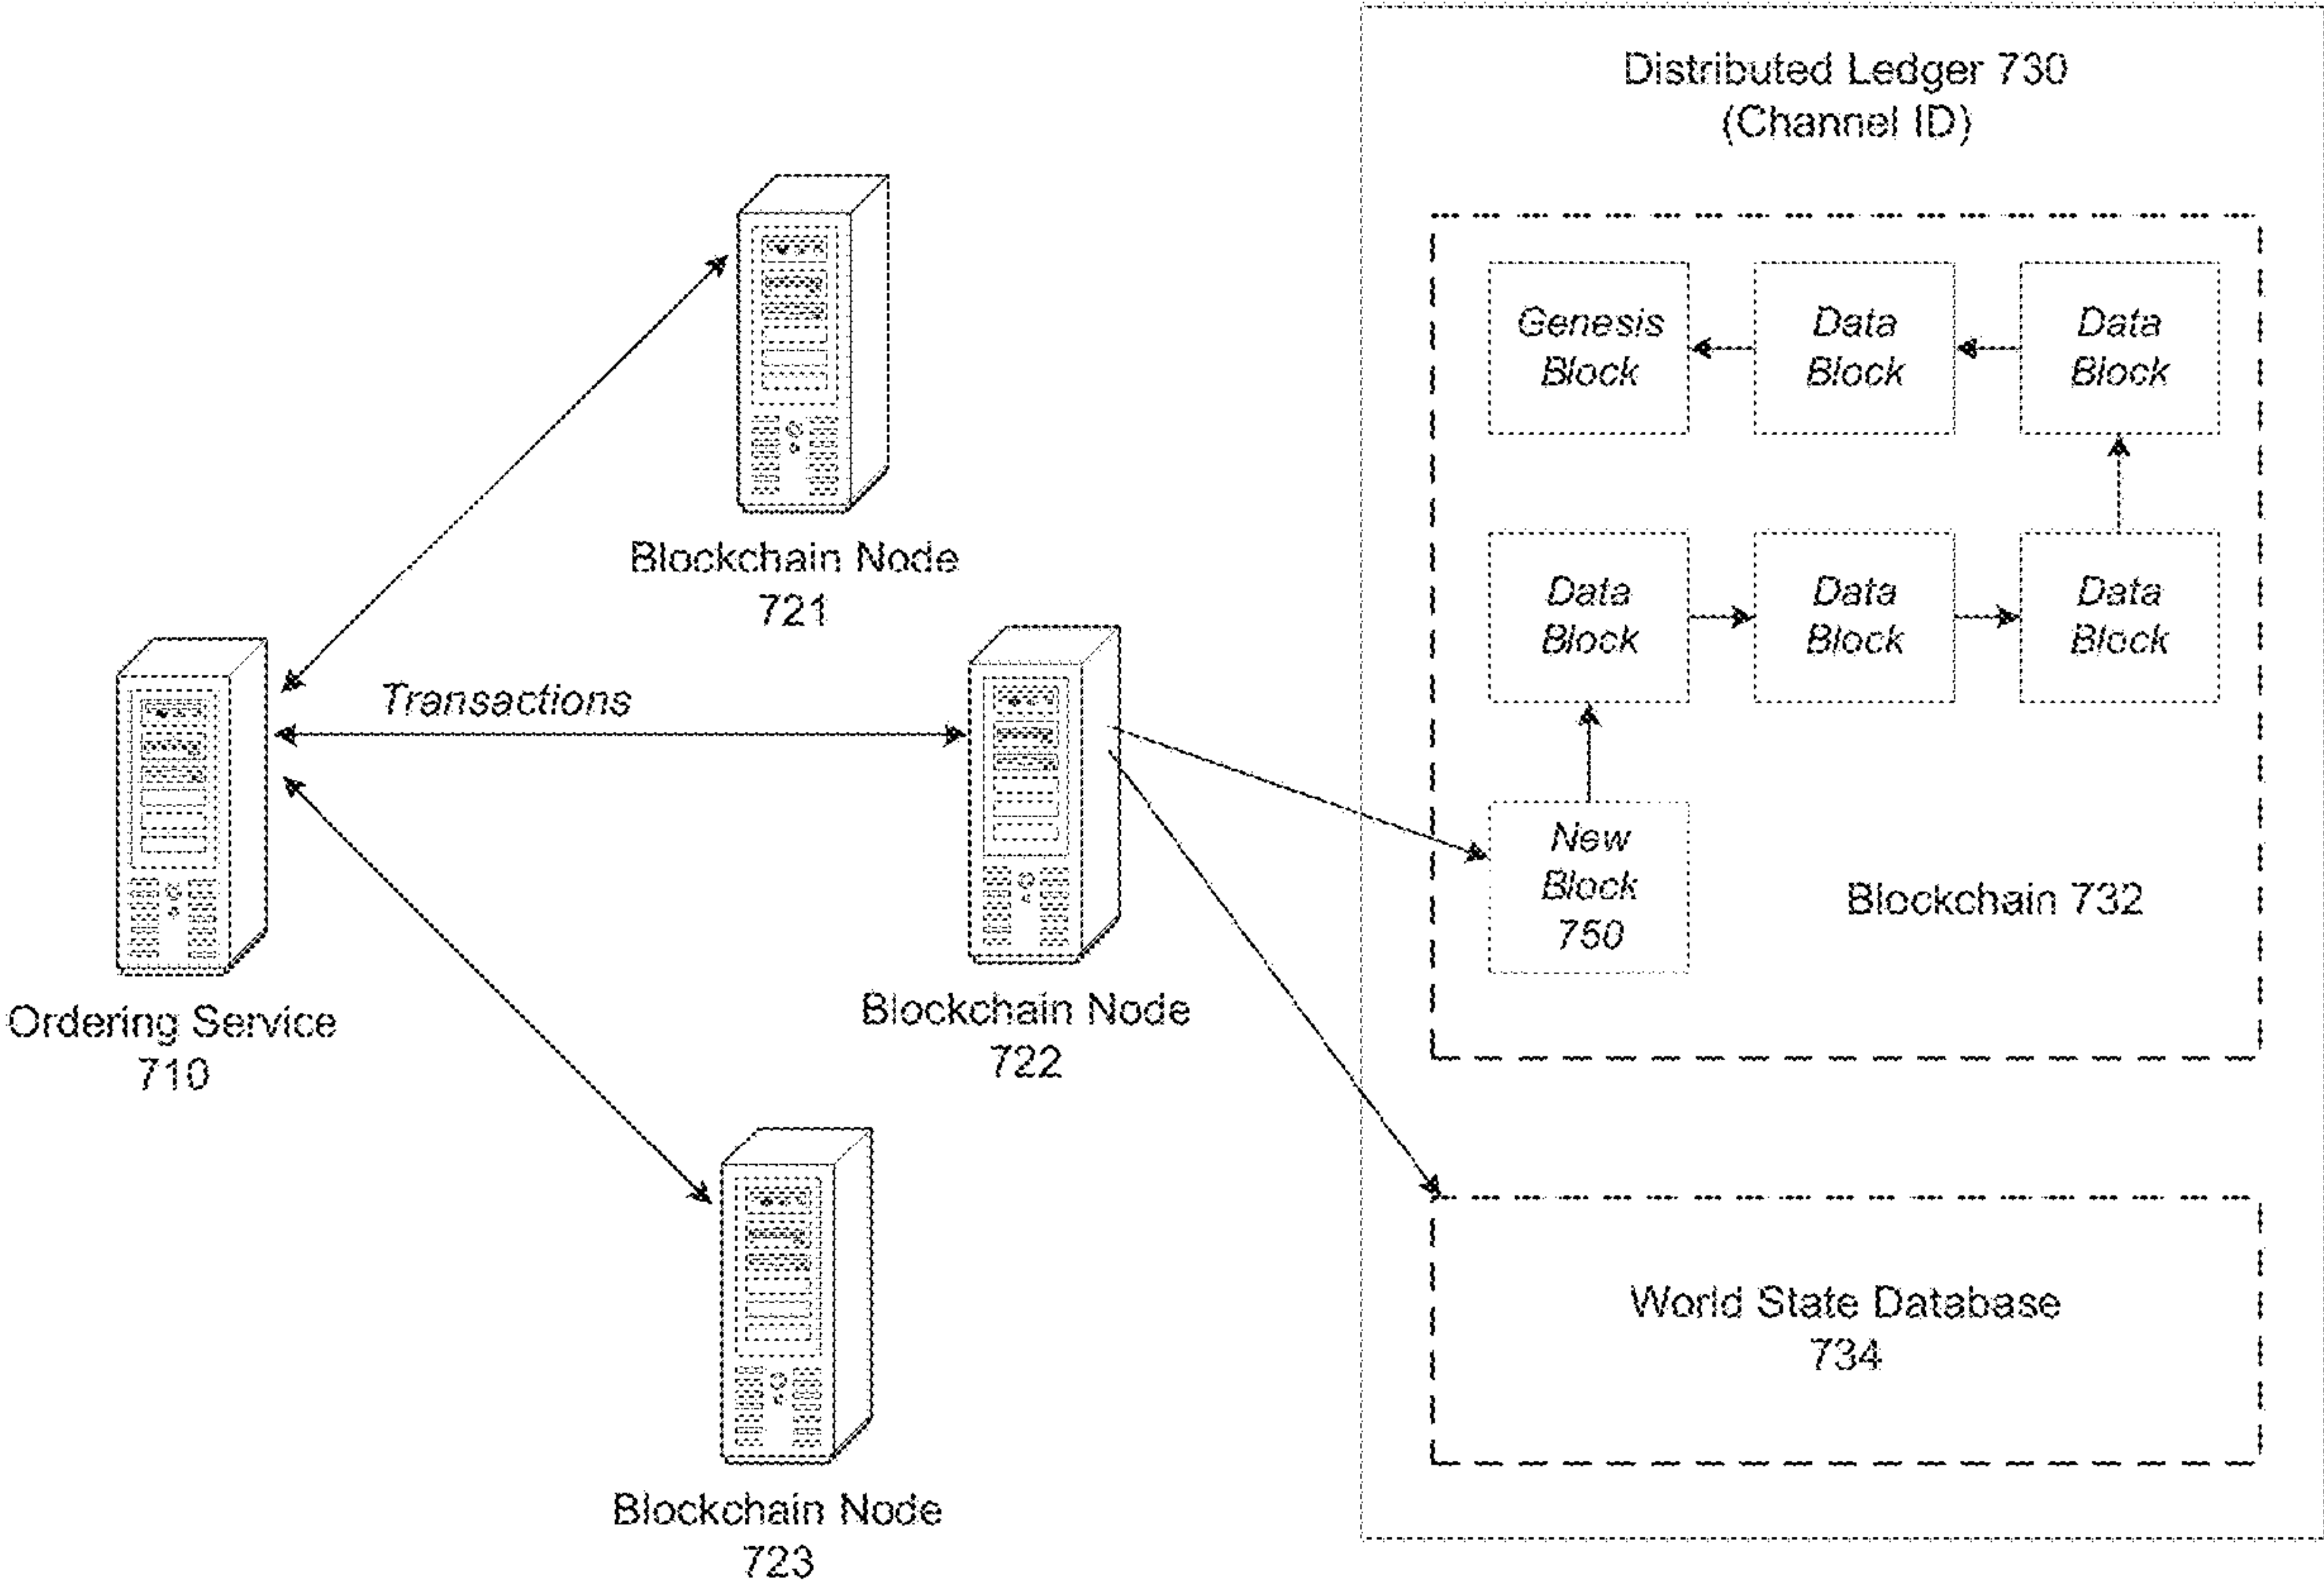 Distributed Ledger 730
(Channel ID)
Genesis
Block
Data
Block
Data
Block
Blockchain Node
721
Data
Block
Data
Block
Data
Block
Transactions
New
Block
750
Blockchain 732
Ordering Service
710
Blockchain Node
722
World State Database
734
Blockchain Node
723